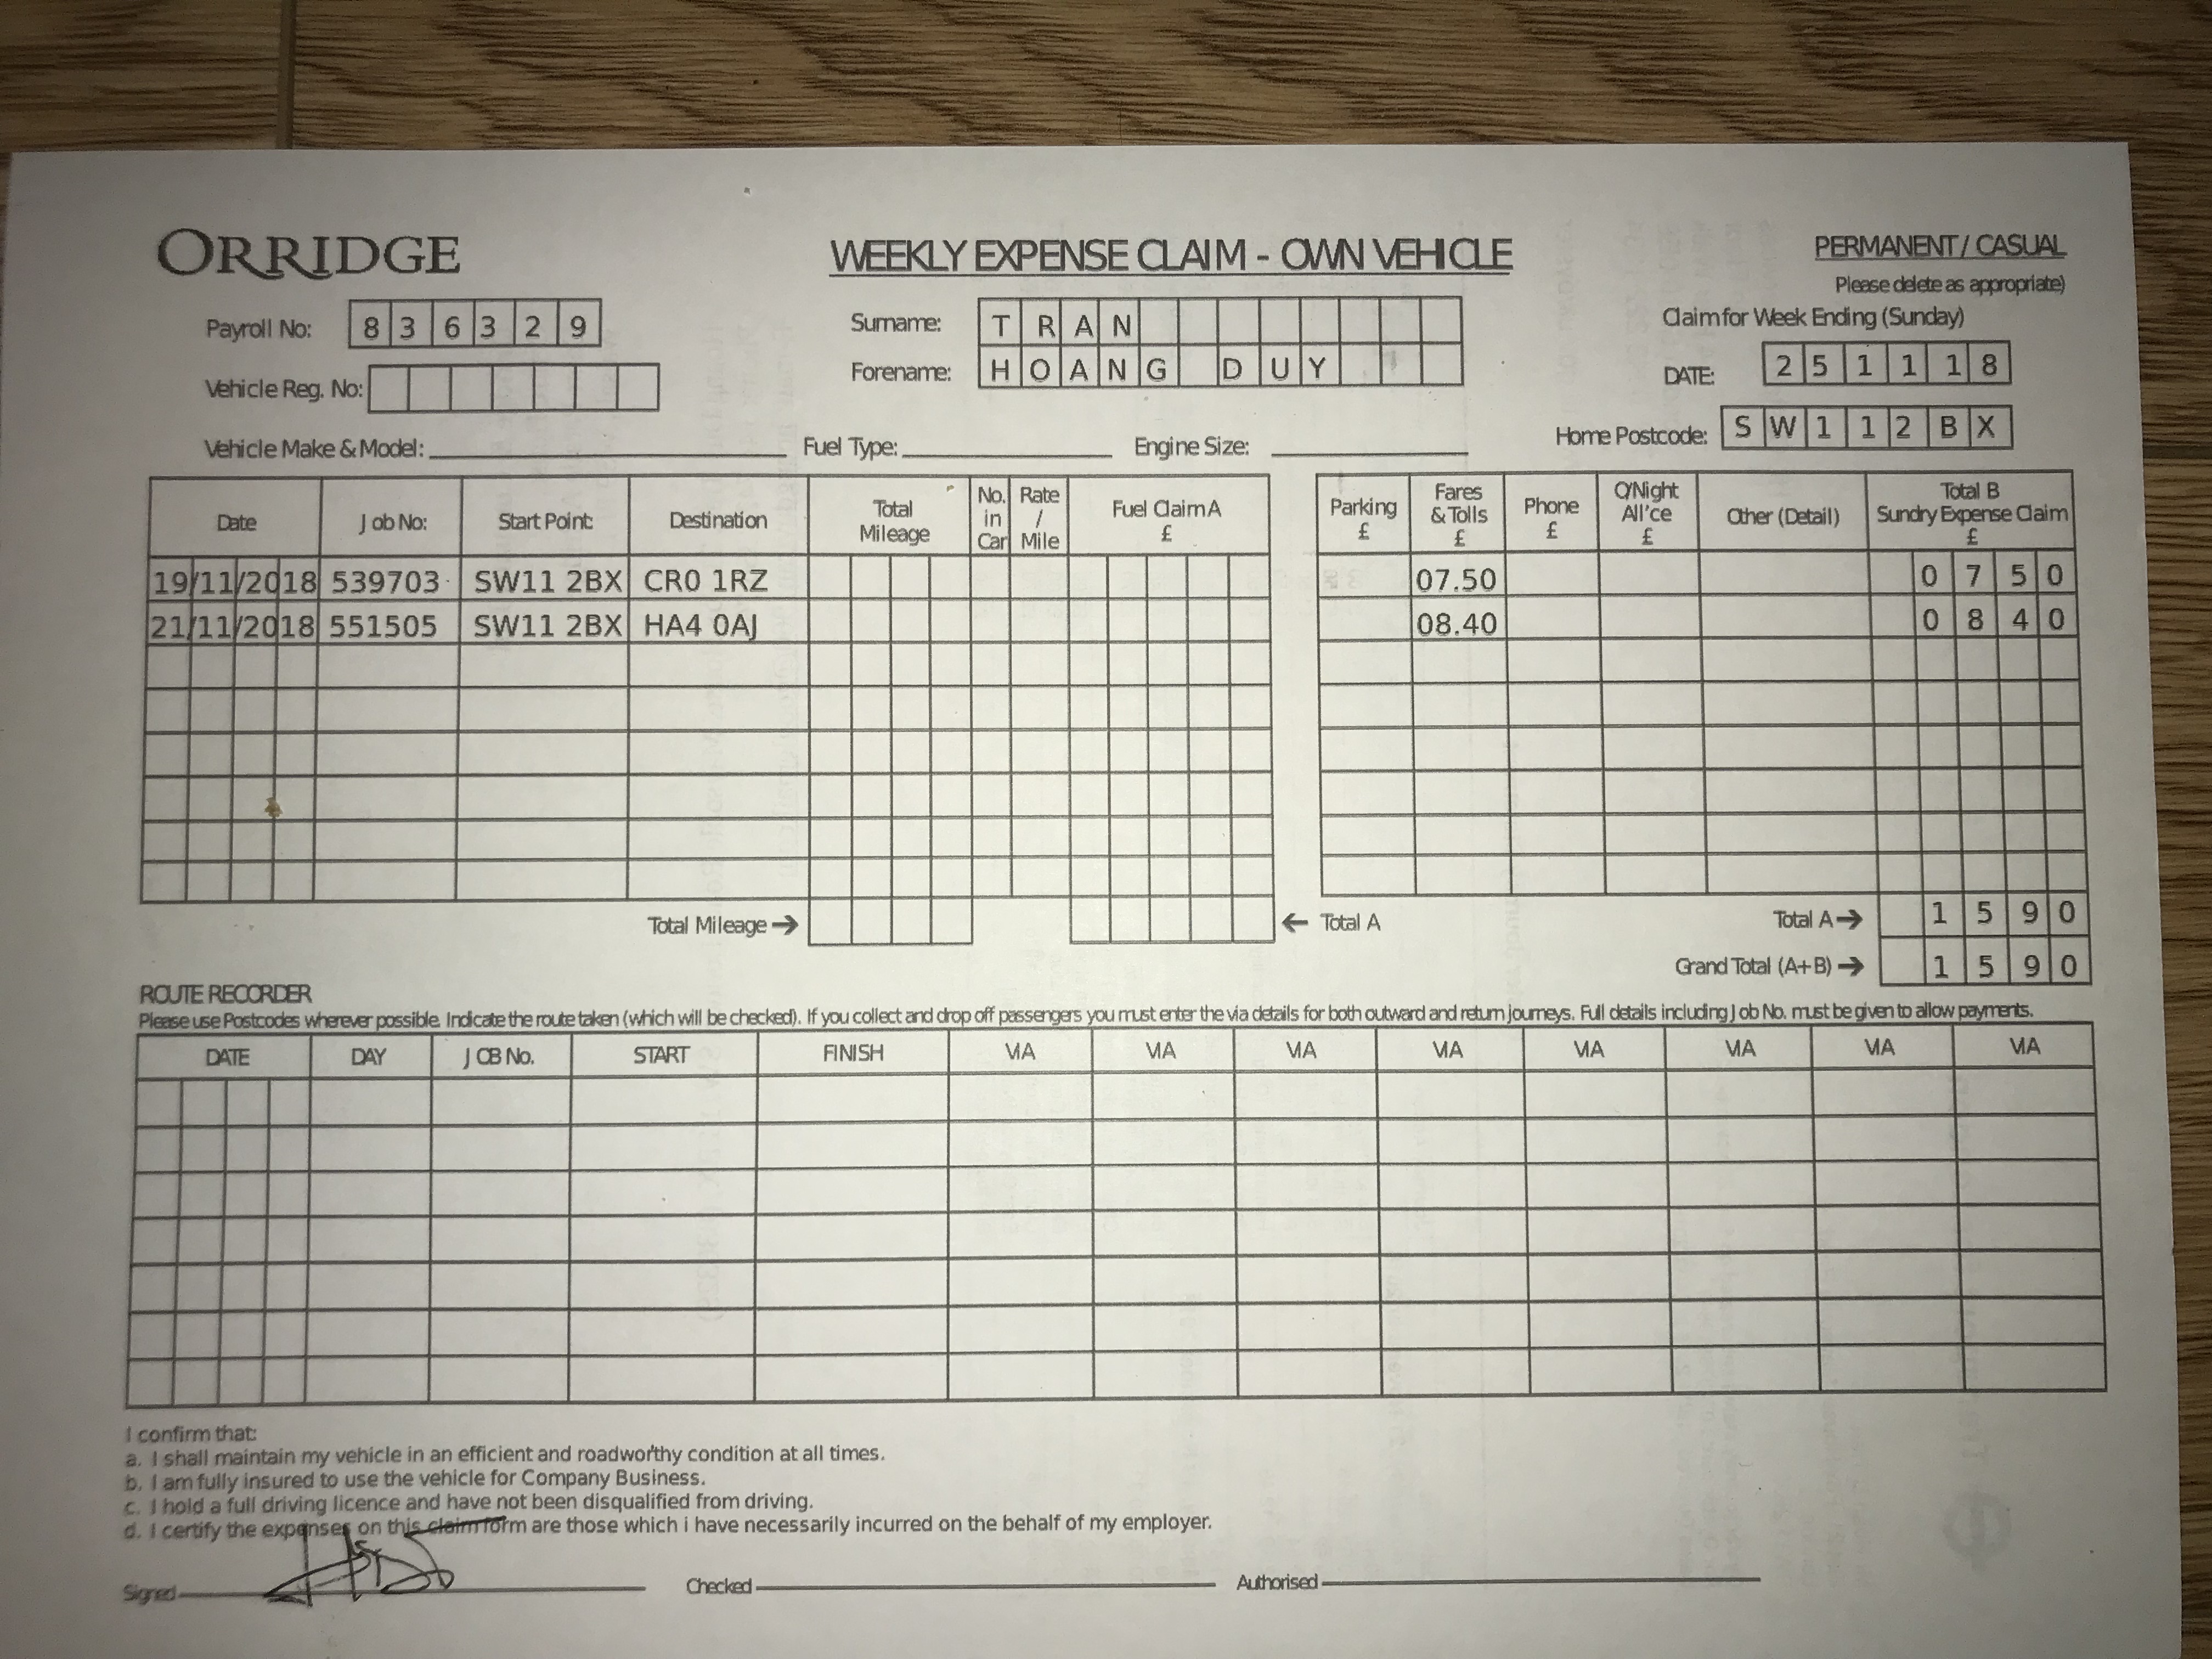 ORRIDGE
WEEKLY EXPENSE CLAIM - OWN VEHICLE
PERMANENT / CASUAL
Please delete as appropriate)
Payroll No: 8 3 6 3 2 9
Surname: T R A N
Claim for Week Ending (Sunday)
Vehicle Reg. No:
Forename: H O A N G D U Y
DATE: 2 5 1 1 1 8
Vehicle Make & Model:
Fuel Type:
Engine Size:
Home Postcode: S W 1 1 2 B X
Date Job No: Start Point: Destination Total Mileage No. in Car Rate / Mile Fuel Claim A £ Parking £ Fares & Tolls £ Phone £ O/Night All'ce £ Other (Detail) Total B Sundry Expense Claim £
19/11/2018 539703 SW11 2BX CR0 1RZ 07.50 0 7 5 0
21/11/2018 551505 SW11 2BX HA4 0AJ 08.40 0 8 4 0
Total Mileage → ← Total A Total A → 1 5 9 0
Grand Total (A+B) → 1 5 9 0
ROUTE RECORDER
Please use Postcodes wherever possible. Indicate the route taken (which will be checked). If you collect and drop off passengers you must enter the via details for both outward and return journeys. Full details including Job No. must be given to allow payments.
DATE DAY JOB No. START FINISH VIA VIA VIA VIA VIA VIA VIA VIA
I confirm that:
a. I shall maintain my vehicle in an efficient and roadworthy condition at all times.
b. I am fully insured to use the vehicle for Company Business.
c. I hold a full driving licence and have not been disqualified from driving.
d. I certify the expenses on this claim form are those which i have necessarily incurred on the behalf of my employer.
Signed Checked Authorised